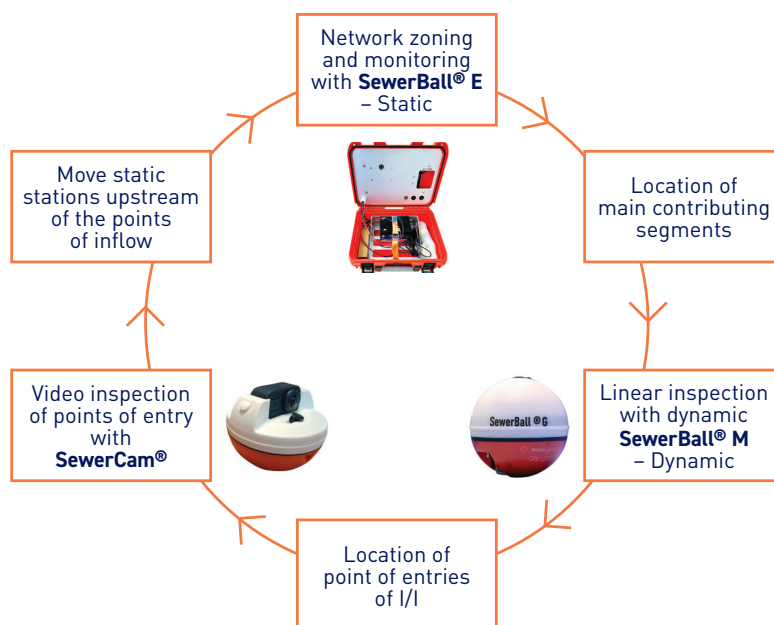 Network zoning
and monitoring
with SewerBall® E
– Static
Location of
main contributing
segments
Linear inspection
with dynamic
SewerBall® M
– Dynamic
Location of
point of entries
of I/I
Video inspection
of points of entry
with
SewerCam®
Move static
stations upstream
of the points
of inflow
SewerBall ® G